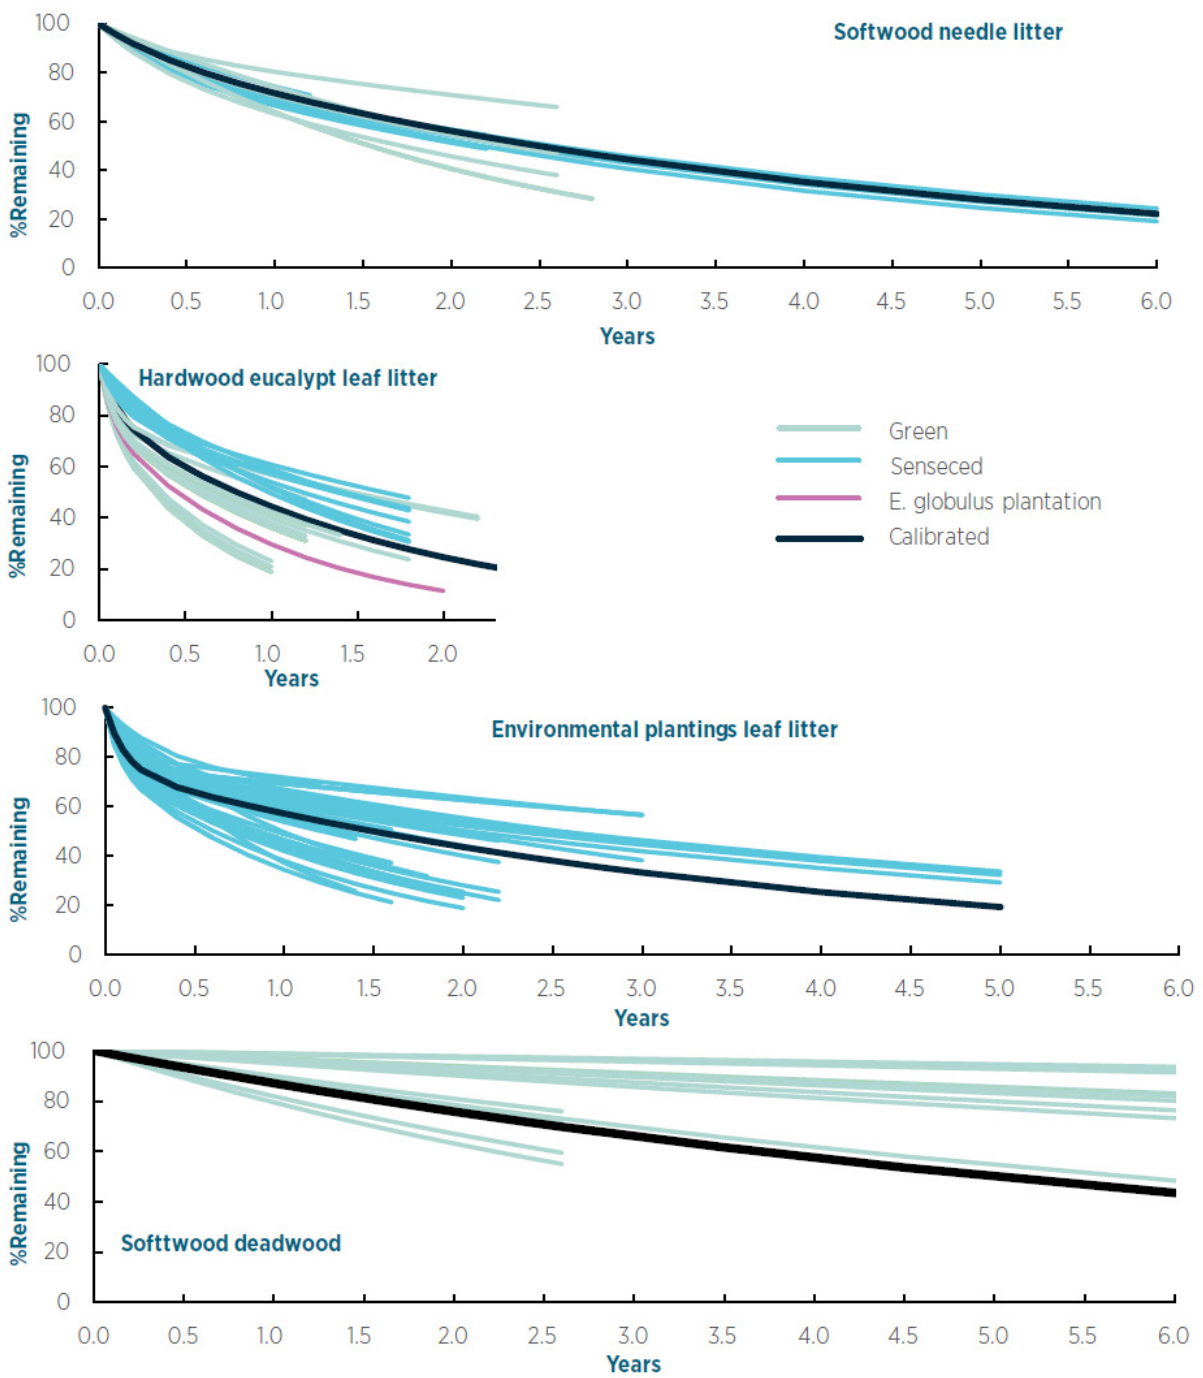 Softwood needle litter
%Remaining
100
80
60
40
20
0
0.0 0.5 1.0 1.5 2.0 2.5 3.0 3.5 4.0 4.5 5.0 5.5 6.0
Years
Hardwood eucalypt leaf litter
%Remaining
100
80
60
40
20
0
0.0 0.5 1.0 1.5 2.0
Years
Green
Senseced
E. globulus plantation
Calibrated
Environmental plantings leaf litter
%Remaining
100
80
60
40
20
0
0.0 0.5 1.0 1.5 2.0 2.5 3.0 3.5 4.0 4.5 5.0 5.5 6.0
Years
%Remaining
100
80
60
40
20
0
Softtwood deadwood
0.0 0.5 1.0 1.5 2.0 2.5 3.0 3.5 4.0 4.5 5.0 5.5 6.0
Years